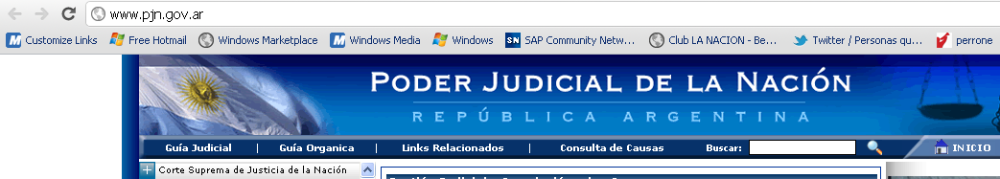 www.pjn.gov.ar
Customize Links Free Hotmail Windows Marketplace Windows Media Windows SAP Community Netw... Club LA NACION - Be... Twitter / Personas qu... perrone
PODER JUDICIAL DE LA NACIÓN
REPÚBLICA ARGENTINA
Guía Judicial | Guía Organica | Links Relacionados | Consulta de Causas Buscar: INICIO
Corte Suprema de Justicia de la Nación